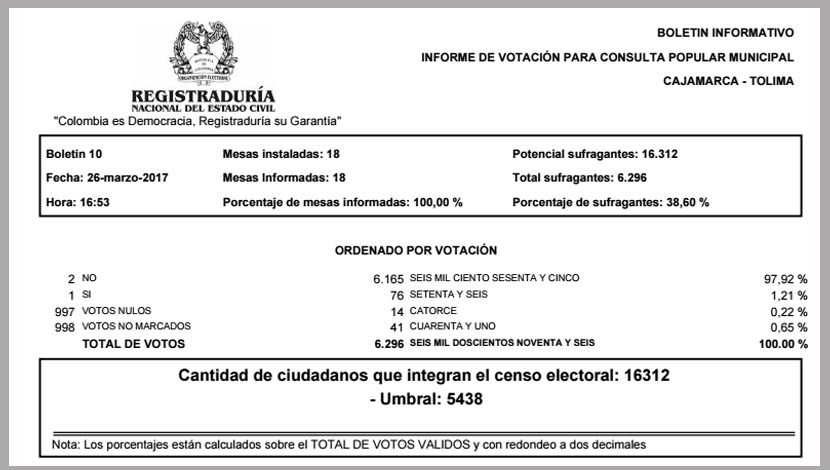 BOLETIN INFORMATIVO
INFORME DE VOTACIÓN PARA CONSULTA POPULAR MUNICIPAL
CAJAMARCA - TOLIMA
ORGANIZACIÓN ELECTORAL
REGISTRADURÍA
NACIONAL DEL ESTADO CIVIL
"Colombia es Democracia, Registraduría su Garantía"
Boletin 10 Mesas instaladas: 18 Potencial sufragantes: 16.312
Fecha: 26-marzo-2017 Mesas Informadas: 18 Total sufragantes: 6.296
Hora: 16:53 Porcentaje de mesas informadas: 100,00 % Porcentaje de sufragantes: 38,60 %
ORDENADO POR VOTACIÓN
2 NO 6.165 SEIS MIL CIENTO SESENTA Y CINCO 97,92 %
1 SI 76 SETENTA Y SEIS 1,21 %
997 VOTOS NULOS 14 CATORCE 0,22 %
998 VOTOS NO MARCADOS 41 CUARENTA Y UNO 0,65 %
TOTAL DE VOTOS 6.296 SEIS MIL DOSCIENTOS NOVENTA Y SEIS 100.00 %
Cantidad de ciudadanos que integran el censo electoral: 16312
- Umbral: 5438
Nota: Los porcentajes están calculados sobre el TOTAL DE VOTOS VALIDOS y con redondeo a dos decimales